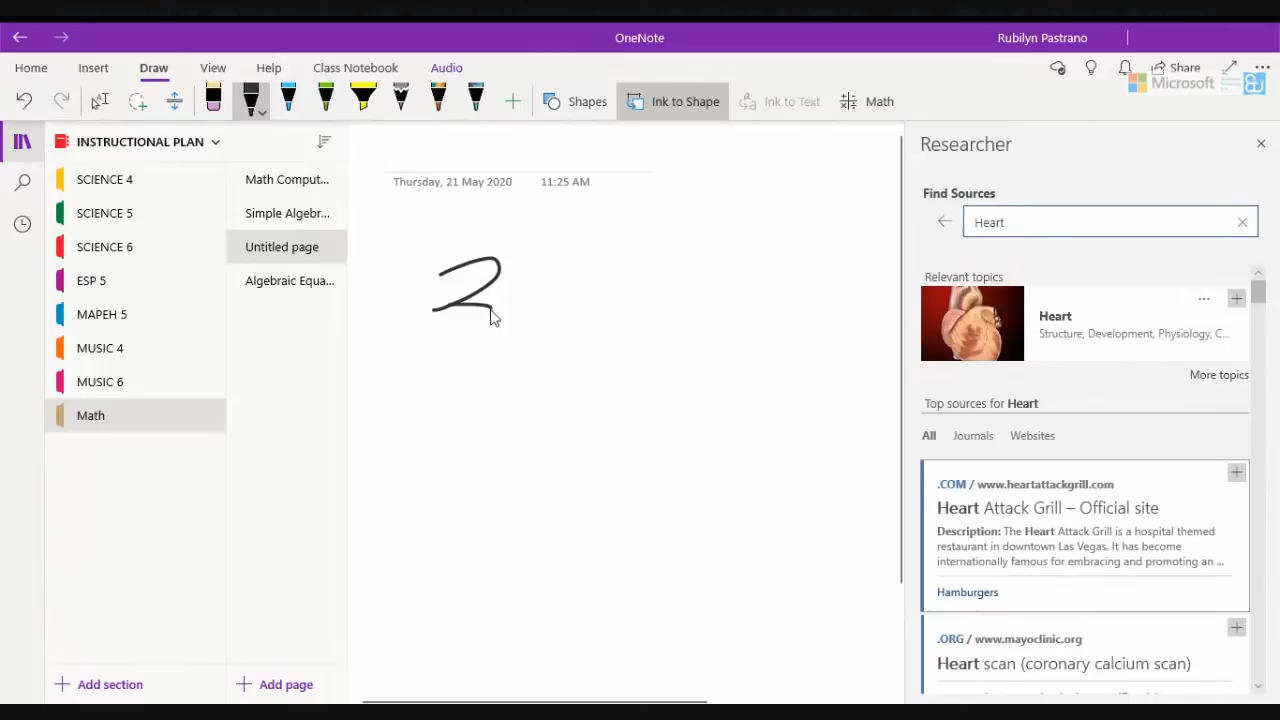 OneNote
Rubilyn Pastrano
Home Insert Draw View Help Class Notebook Audio
Share
Microsoft
Shapes Ink to Shape Ink to Text Math
INSTRUCTIONAL PLAN
SCIENCE 4
SCIENCE 5
SCIENCE 6
ESP 5
MAPEH 5
MUSIC 4
MUSIC 6
Math
Add section
Math Comput...
Simple Algebr...
Untitled page
Algebraic Equa...
Add page
Thursday, 21 May 2020 11:25 AM
2
Researcher
Find Sources
Heart
Relevant topics
Heart
Structure, Development, Physiology, C...
More topics
Top sources for Heart
All Journals Websites
.COM / www.heartattackgrill.com
Heart Attack Grill – Official site
Description: The Heart Attack Grill is a hospital themed
restaurant in downtown Las Vegas. It has become
internationally famous for embracing and promoting an ...
Hamburgers
.ORG / www.mayoclinic.org
Heart scan (coronary calcium scan)